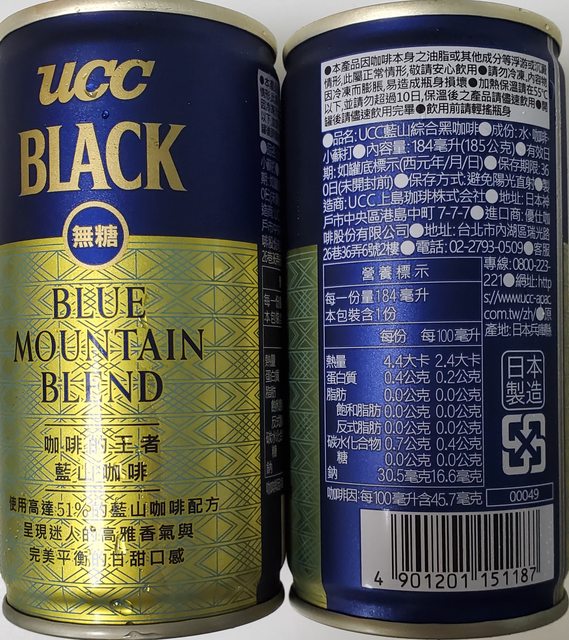 UCC
BLACK
無糖
BLUE
MOUNTAIN
BLEND
咖啡的王者
藍山咖啡
使用高達51%的藍山咖啡配方
呈現迷人的高雅香氣與
完美平衡的甘甜口感
●本產品因咖啡本身之油脂或其他成分等浮游或沉澱
情形,此屬正常情形,敬請安心飲用●請勿冷凍,內容物
因冷凍而膨脹,易造成瓶身損壞●加熱保溫請在55℃
以下,並請勿超過10日,保溫後之產品請儘速飲用●開
罐後請儘速飲用完畢●飲用前請輕搖瓶身
●品名:UCC藍山綜合黑咖啡●成份:水、咖啡、
小蘇打●內容量:184毫升(185公克)●有效日
期:如罐底標示(西元年/月/日)●保存期限:36
0日(未開封前)●保存方式:避免陽光直射●製
造商:UCC上島珈琲株式会社●地址:日本神
戶市中央區港島中町7-7-7●進口商:優仕咖
啡股份有限公司●地址:台北市內湖區瑞光路
26巷36弄6號2樓●電話:02-2793-0509●客服
專線:0800-223-
221●網址:http
s://www.ucc-apac.
com.tw/zh/●原
產地:日本兵庫縣
營養標示
每一份量184毫升
本包裝含1份
每份 每100毫升
熱量 4.4大卡 2.4大卡
蛋白質 0.4公克 0.2公克
脂肪 0.0公克 0.0公克
飽和脂肪 0.0公克 0.0公克
反式脂肪 0.0公克 0.0公克
碳水化合物 0.7公克 0.4公克
糖 0.0公克 0.0公克
鈉 30.5毫克 16.6毫克
咖啡因:每100毫升含45.7毫克
日本
製造
00049
4 901201 151187